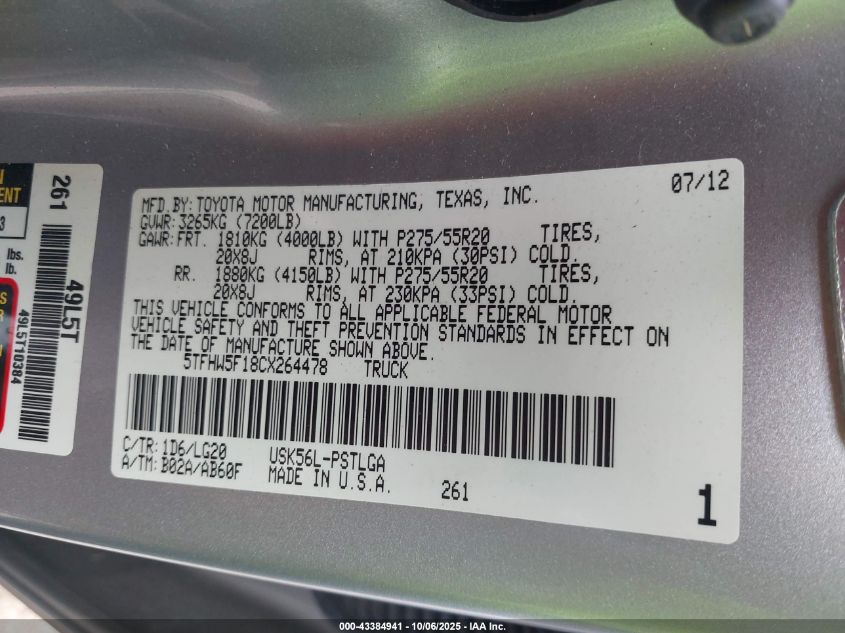 MFD.BY: TOYOTA MOTOR MANUFACTURING, TEXAS, INC. 07/12
GVWR: 3265KG (7200LB)
GAWR: FRT. 1810KG (4000LB) WITH P275/55R20 TIRES,
20X8J RIMS, AT 210KPA (30PSI) COLD.
RR. 1880KG (4150LB) WITH P275/55R20 TIRES,
20X8J RIMS, AT 230KPA (33PSI) COLD.
THIS VEHICLE CONFORMS TO ALL APPLICABLE FEDERAL MOTOR
VEHICLE SAFETY AND THEFT PREVENTION STANDARDS IN EFFECT ON
THE DATE OF MANUFACTURE SHOWN ABOVE.
5TFHW5F18CX264478 TRUCK
C/TR: 1D6/LG20 USK56L-PSTLGA
A/TM: B02A/AB60F MADE IN U.S.A. 261
1
261
49L5T
49L5T10384
lbs.
lb.
3
000-43384941 - 10/06/2025 - IAA Inc.